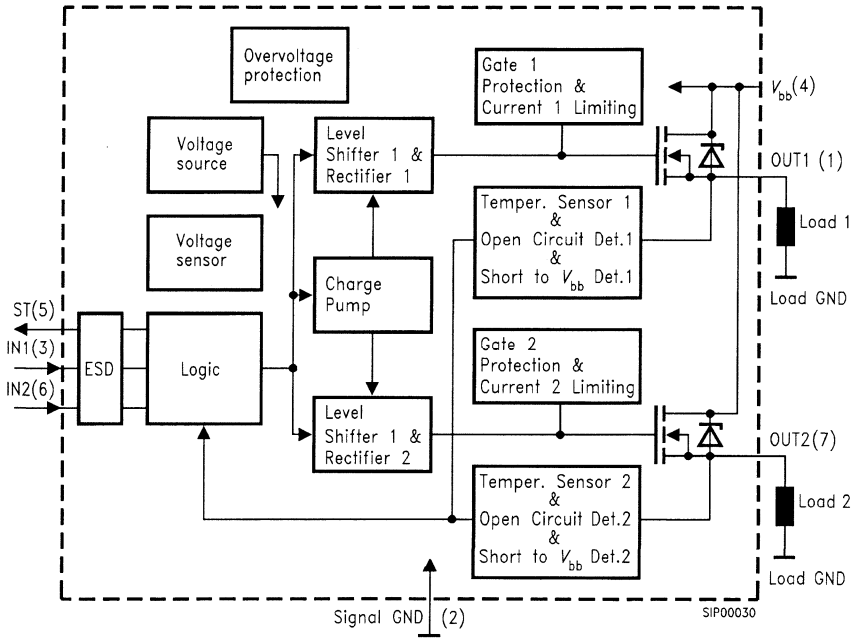 Overvoltage
protection
Gate 1
Protection &
Current 1 Limiting
Vbb(4)
Voltage
source
Level
Shifter 1 &
Rectifier 1
OUT1 (1)
Temper. Sensor 1
&
Open Circuit Det.1
&
Short to Vbb Det.1
Load 1
Voltage
sensor
Charge
Pump
Load GND
ST(5)
IN1(3)
IN2(6)
ESD
Logic
Gate 2
Protection &
Current 2 Limiting
Level
Shifter 1 &
Rectifier 2
OUT2(7)
Temper. Sensor 2
&
Open Circuit Det.2
&
Short to Vbb Det.2
Load 2
Load GND
Signal GND (2)
SIP00030